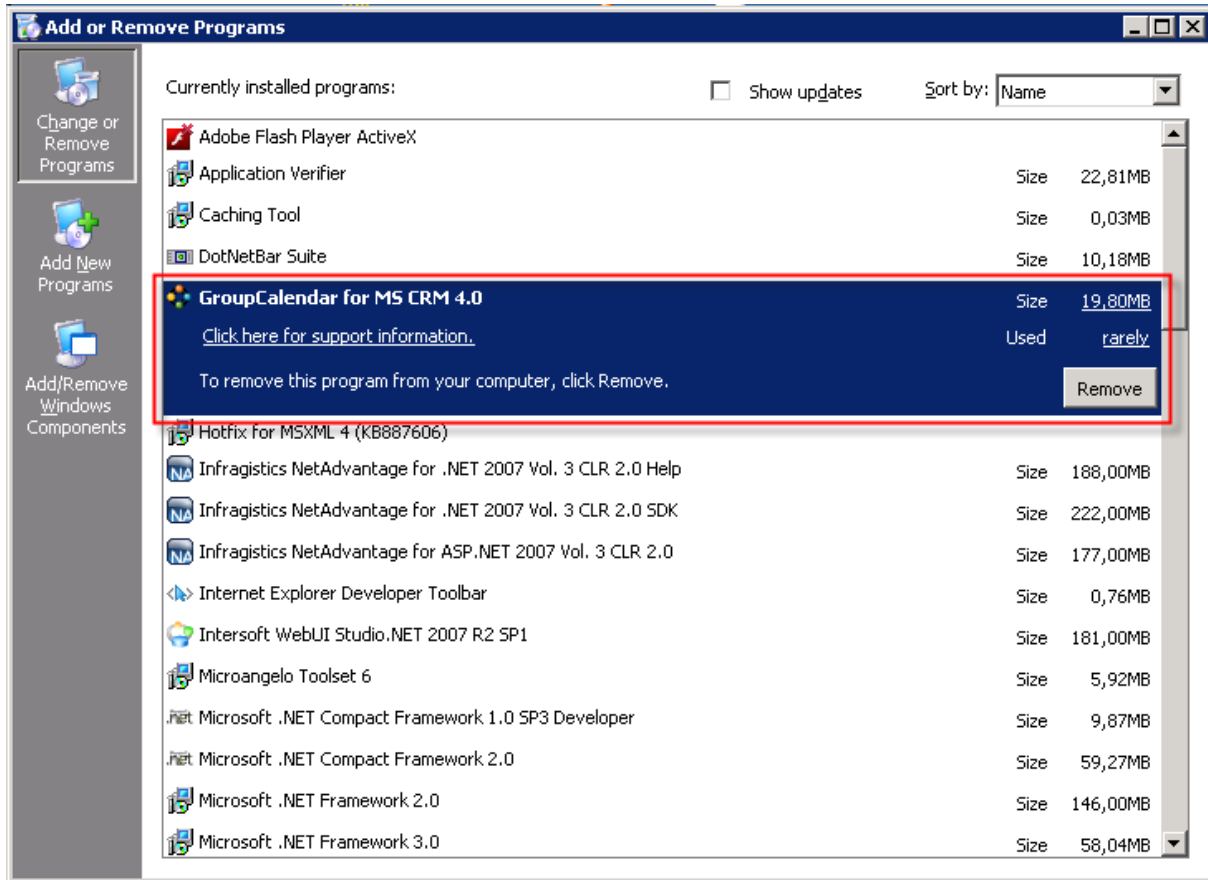 Add or Remove Programs
Change or
Remove
Programs
Add New
Programs
Add/Remove
Windows
Components
Currently installed programs: Show updates Sort by: Name
Adobe Flash Player ActiveX
Application Verifier Size 22,81MB
Caching Tool Size 0,03MB
DotNetBar Suite Size 10,18MB
GroupCalendar for MS CRM 4.0 Size 19,80MB
Click here for support information. Used rarely
To remove this program from your computer, click Remove. Remove
Hotfix for MSXML 4 (KB887606)
NA Infragistics NetAdvantage for .NET 2007 Vol. 3 CLR 2.0 Help Size 188,00MB
NA Infragistics NetAdvantage for .NET 2007 Vol. 3 CLR 2.0 SDK Size 222,00MB
NA Infragistics NetAdvantage for ASP.NET 2007 Vol. 3 CLR 2.0 Size 177,00MB
Internet Explorer Developer Toolbar Size 0,76MB
Intersoft WebUI Studio.NET 2007 R2 SP1 Size 181,00MB
Microangelo Toolset 6 Size 5,92MB
.net Microsoft .NET Compact Framework 1.0 SP3 Developer Size 9,87MB
.net Microsoft .NET Compact Framework 2.0 Size 59,27MB
Microsoft .NET Framework 2.0 Size 146,00MB
Microsoft .NET Framework 3.0 Size 58,04MB